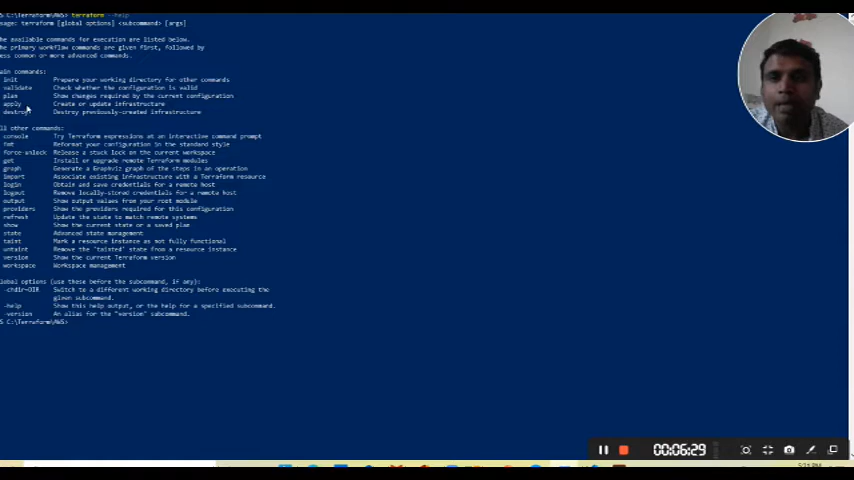 S C:\Terraform\AWS> terraform --help
sage: terraform [global options] <subcommand> [args]
he available commands for execution are listed below.
he primary workflow commands are given first, followed by
ess common or more advanced commands.
ain commands:
init Prepare your working directory for other commands
validate Check whether the configuration is valid
plan Show changes required by the current configuration
apply Create or update infrastructure
destroy Destroy previously-created infrastructure
ll other commands:
console Try Terraform expressions at an interactive command prompt
fmt Reformat your configuration in the standard style
force-unlock Release a stuck lock on the current workspace
get Install or upgrade remote Terraform modules
graph Generate a Graphviz graph of the steps in an operation
import Associate existing infrastructure with a Terraform resource
login Obtain and save credentials for a remote host
logout Remove locally-stored credentials for a remote host
output Show output values from your root module
providers Show the providers required for this configuration
refresh Update the state to match remote systems
show Show the current state or a saved plan
state Advanced state management
taint Mark a resource instance as not fully functional
untaint Remove the 'tainted' state from a resource instance
version Show the current Terraform version
workspace Workspace management
lobal options (use these before the subcommand, if any):
-chdir=DIR Switch to a different working directory before executing the
given subcommand.
-help Show this help output, or the help for a specified subcommand.
-version An alias for the "version" subcommand.
S C:\Terraform\AWS>
00:06:29